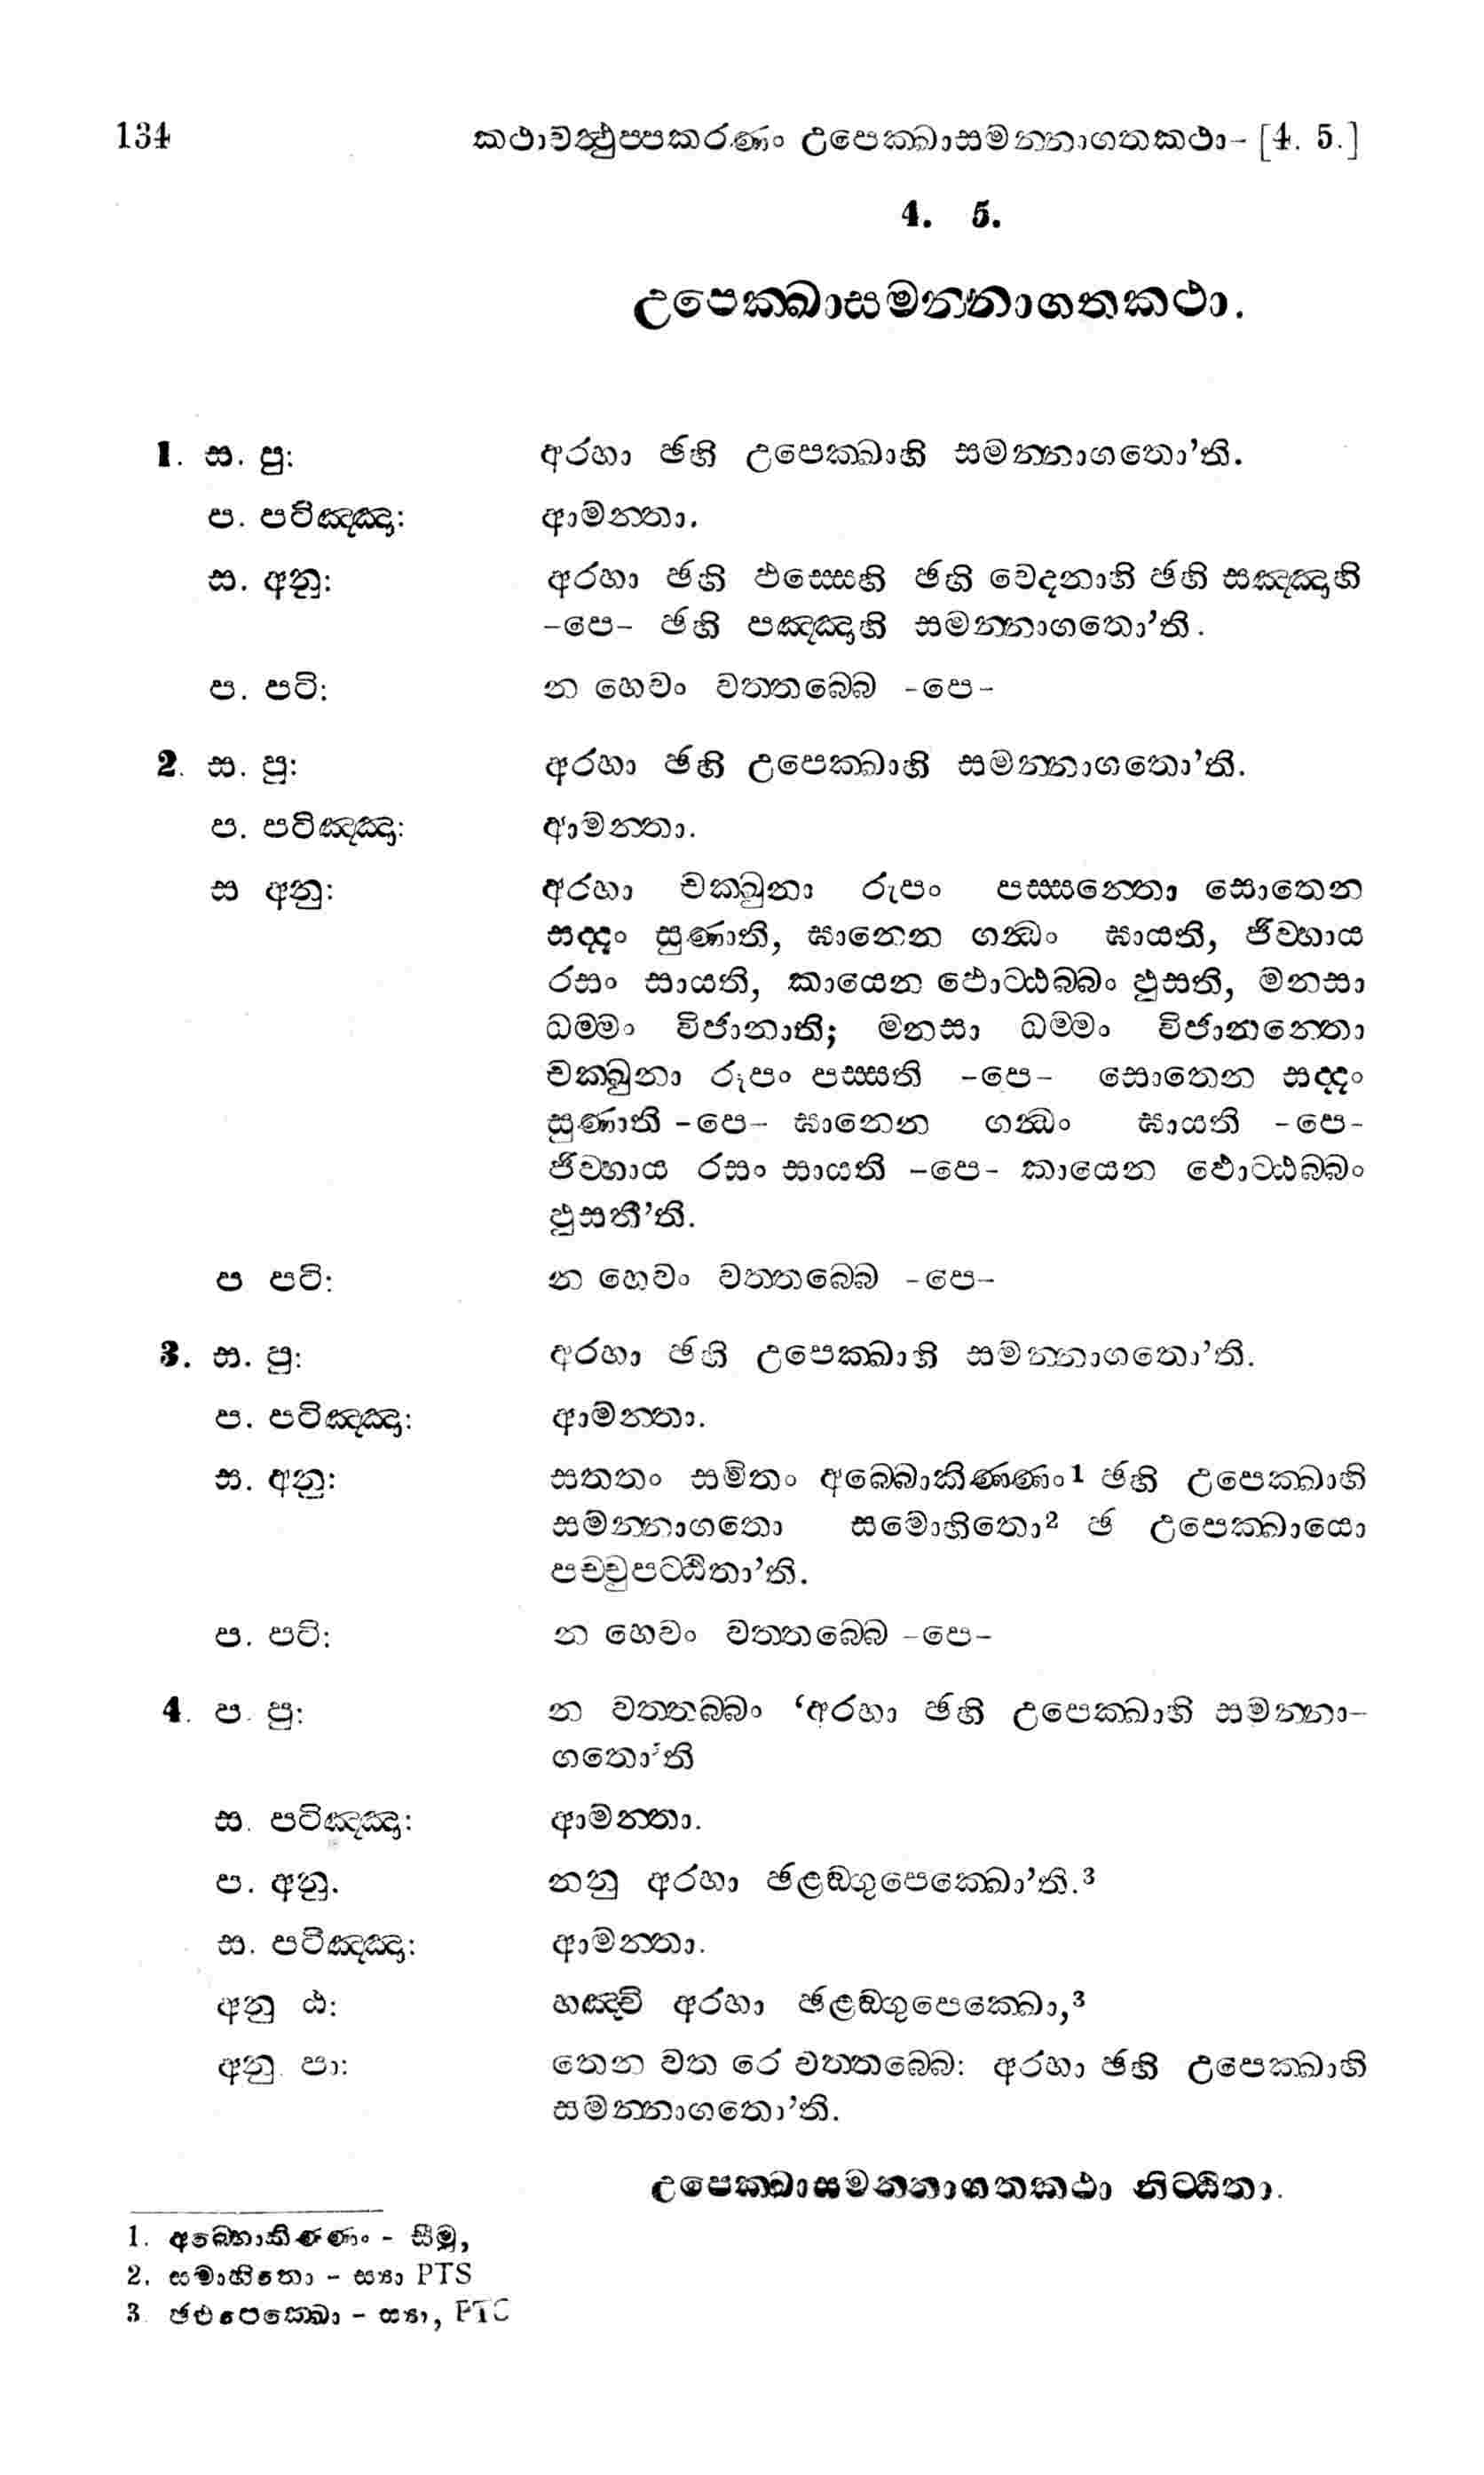 134 කථාවත්‍ථුප්පකරණං උපෙක්ඛාසමන්නාගතකථා- [4. 5.]
4. 5.
උපෙක්ඛාසමන්නාගතකථා.
1. ස. පු: අරහා ඡහි උපෙක්ඛාහි සමන්නාගතො’ති.
ප. පටිඤ්ඤා: ආමන්තා.
ස. අනු: අරහා ඡහි ඵස්සෙහි ඡහි වෙදනාහි ඡහි සඤ්ඤාහි
-පෙ- ඡහි පඤ්ඤාහි සමන්නාගතො’ති.
ප. පටි: න හෙවං වත්තබ්බෙ -පෙ-
2. ස. පු: අරහා ඡහි උපෙක්ඛාහි සමන්නාගතො’ති.
ප. පටිඤ්ඤා: ආමන්තා.
ස අනු: අරහා චක්ඛුනා රූපං පස්සන්තො සොතෙන
සද්දං සුණාති, ඝානෙන ගන්ධං ඝායති, ජිව්හාය
රසං සායති, කායෙන ඵොට්ඨබ්බං ඵුසති, මනසා
ධම්මං විජානාති; මනසා ධම්මං විජානන්තො
චක්ඛුනා රූපං පස්සති -පෙ- සොතෙන සද්දං
සුණාති -පෙ- ඝානෙන ගන්ධං ඝායති -පෙ-
ජිව්හාය රසං සායති -පෙ- කායෙන ඵොට්ඨබ්බං
ඵුසතී’ති.
ප පටි: න හෙවං වත්තබ්බෙ -පෙ-
3. ස. පු: අරහා ඡහි උපෙක්ඛාහි සමන්නාගතො’ති.
ප. පටිඤ්ඤා: ආමන්තා.
ස. අනු: සතතං සමිතං අබ්බොකිණ්ණං1 ඡහි උපෙක්ඛාහි
සමන්නාගතො සමොහිතො2 ඡ උපෙක්ඛායො
පච්චුපට්ඨිතා’ති.
ප. පටි: න හෙවං වත්තබ්බෙ -පෙ-
4. ප. පු: න වත්තබ්බං ‘අරහා ඡහි උපෙක්ඛාහි සමන්නා-
ගතො’ති
ස. පටිඤ්ඤා: ආමන්තා.
ප. අනු. නනු අරහා ඡළඞ්ගුපෙක්ඛො’ති.3
ස. පටිඤ්ඤා: ආමන්තා.
අනු ඨ: හඤ්චි අරහා ඡළඞ්ගුපෙක්ඛො,3
අනු. පා: තෙන වත රෙ වත්තබ්බෙ: අරහා ඡහි උපෙක්ඛාහි
සමන්නාගතො’ති.
උපෙක්ඛාසමන්නාගතකථා නිට්ඨිතා.
1. - සීමු,
2. සමාහිතො - ස්‍යා PTS
3 - ස්‍යා,